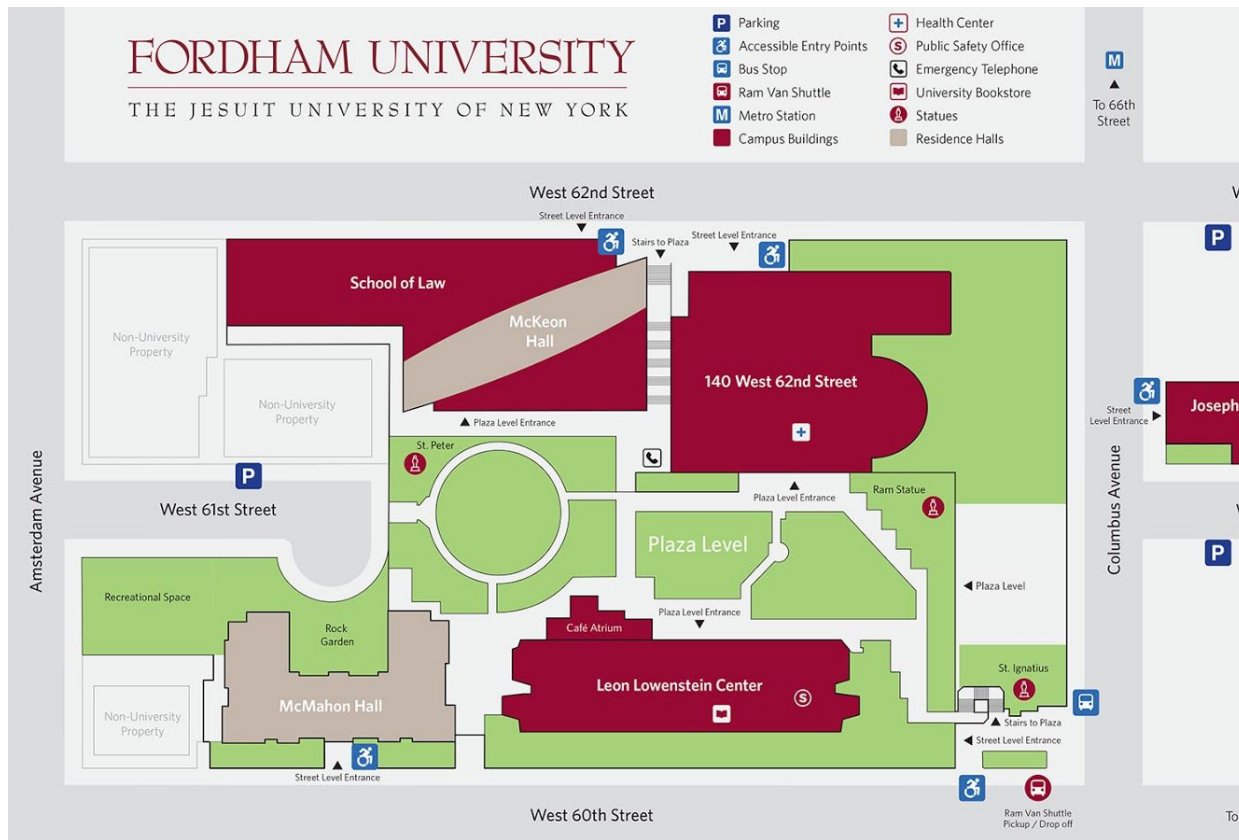 FORDHAM UNIVERSITY
THE JESUIT UNIVERSITY OF NEW YORK
P Parking
Accessible Entry Points
Bus Stop
Ram Van Shuttle
M Metro Station
Campus Buildings
Health Center
S Public Safety Office
Emergency Telephone
University Bookstore
Statues
Residence Halls
M
To 66th
Street
West 62nd Street
W
Street Level Entrance
Stairs to Plaza
Street Level Entrance
P
School of Law
McKeon
Hall
Non-University
Property
140 West 62nd Street
Non-University
Property
Street
Level Entrance
Joseph
Plaza Level Entrance
St. Peter
P
West 61st Street
Plaza Level Entrance
Ram Statue
Amsterdam Avenue
Columbus Avenue
W
P
Plaza Level
Plaza Level
Recreational Space
Rock
Garden
Plaza Level Entrance
Café Atrium
St. Ignatius
Leon Lowenstein Center
S
McMahon Hall
Non-University
Property
Stairs to Plaza
Street Level Entrance
Street Level Entrance
West 60th Street
Ram Van Shuttle
Pickup / Drop off
To